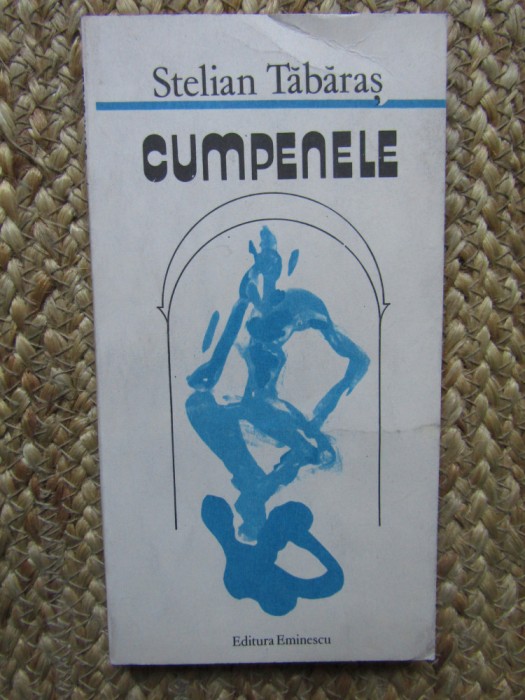 Stelian Tăbăraș
CUMPENELE
Editura Eminescu